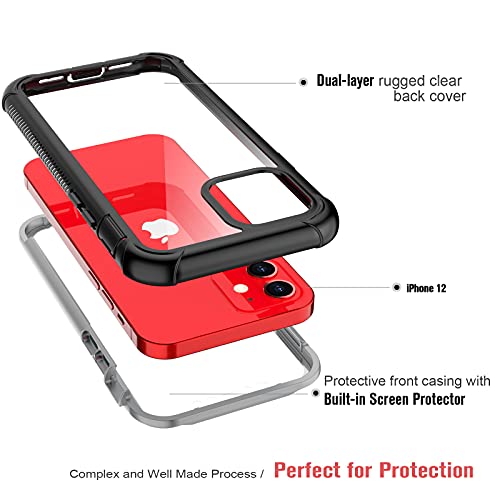 Dual-layer rugged clear
back cover
iPhone 12
Protective front casing with
Built-in Screen Protector
Complex and Well Made Process / Perfect for Protection